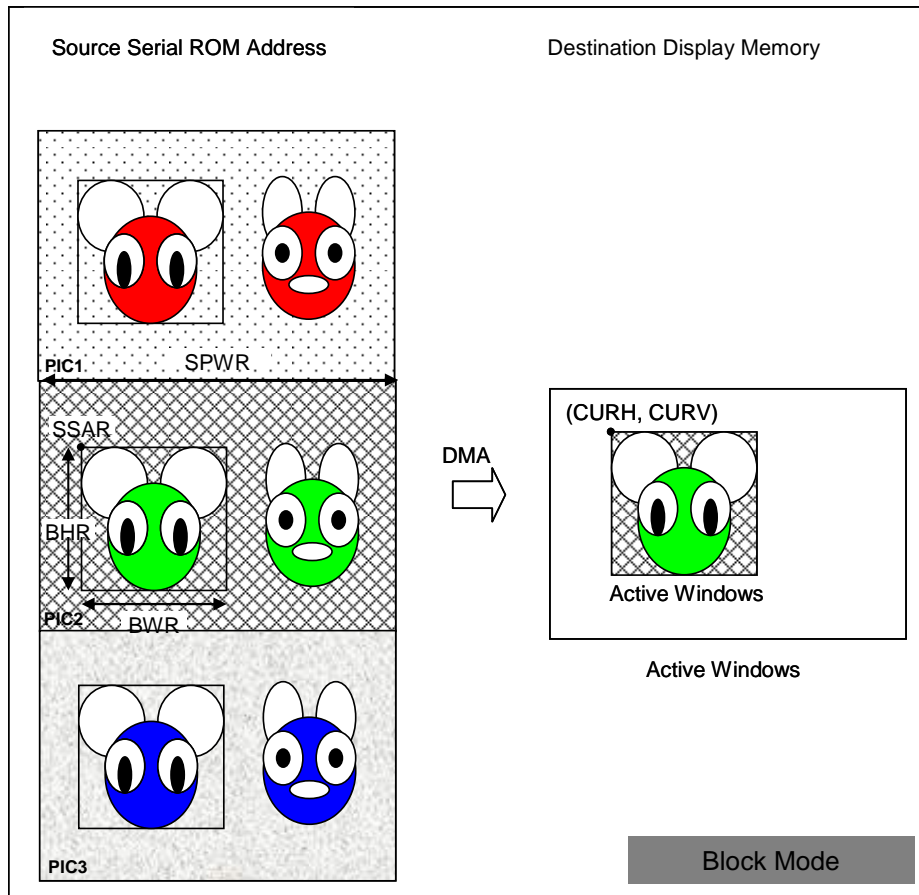 Source Serial ROM Address
Destination Display Memory
PIC1
SPWR
SSAR
BHR
PIC2
BWR
PIC3
DMA
(CURH, CURV)
Active Windows
Active Windows
Block Mode